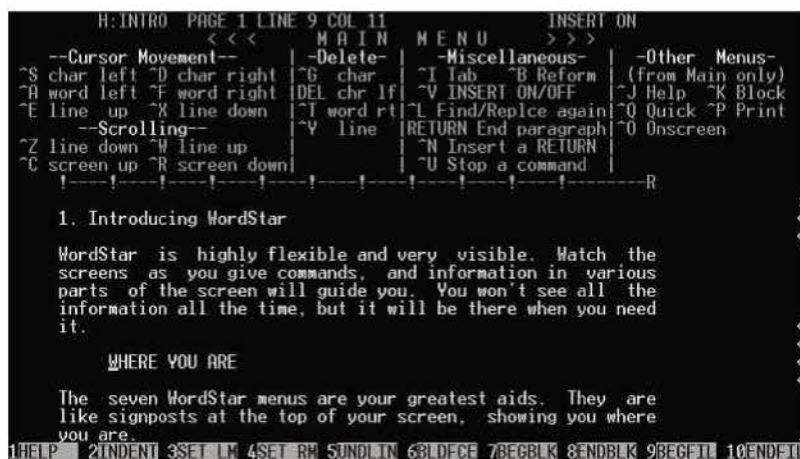 H:INTRO PAGE 1 LINE 9 COL 11 INSERT ON
< < < M A I N M E N U > > >
--Cursor Movement-- | -Delete- | -Miscellaneous- | -Other Menus-
^S char left ^D char right |^G char | ^I Tab ^B Reform | (from Main only)
^A word left ^F word right |DEL chr lf| ^V INSERT ON/OFF |^J Help ^K Block
^E line up ^X line down |^T word rt|^L Find/Replce again|^Q Quick ^P Print
--Scrolling-- |^Y line |RETURN End paragraph|^O Onscreen
^Z line down ^W line up | | ^N Insert a RETURN |
^C screen up ^R screen down| | ^U Stop a command |
!----!----!----!----!----!----!----!----!----!----!--------R
1. Introducing WordStar
WordStar is highly flexible and very visible. Watch the
screens as you give commands, and information in various
parts of the screen will guide you. You won't see all the
information all the time, but it will be there when you need
it.
WHERE YOU ARE
The seven WordStar menus are your greatest aids. They are
like signposts at the top of your screen, showing you where
you are.
1HELP 2INDENT 3SET LM 4SET RM 5UNDLIN 6BLDFCE 7BEGBLK 8ENDBLK 9BEGFIL 10ENDFIL